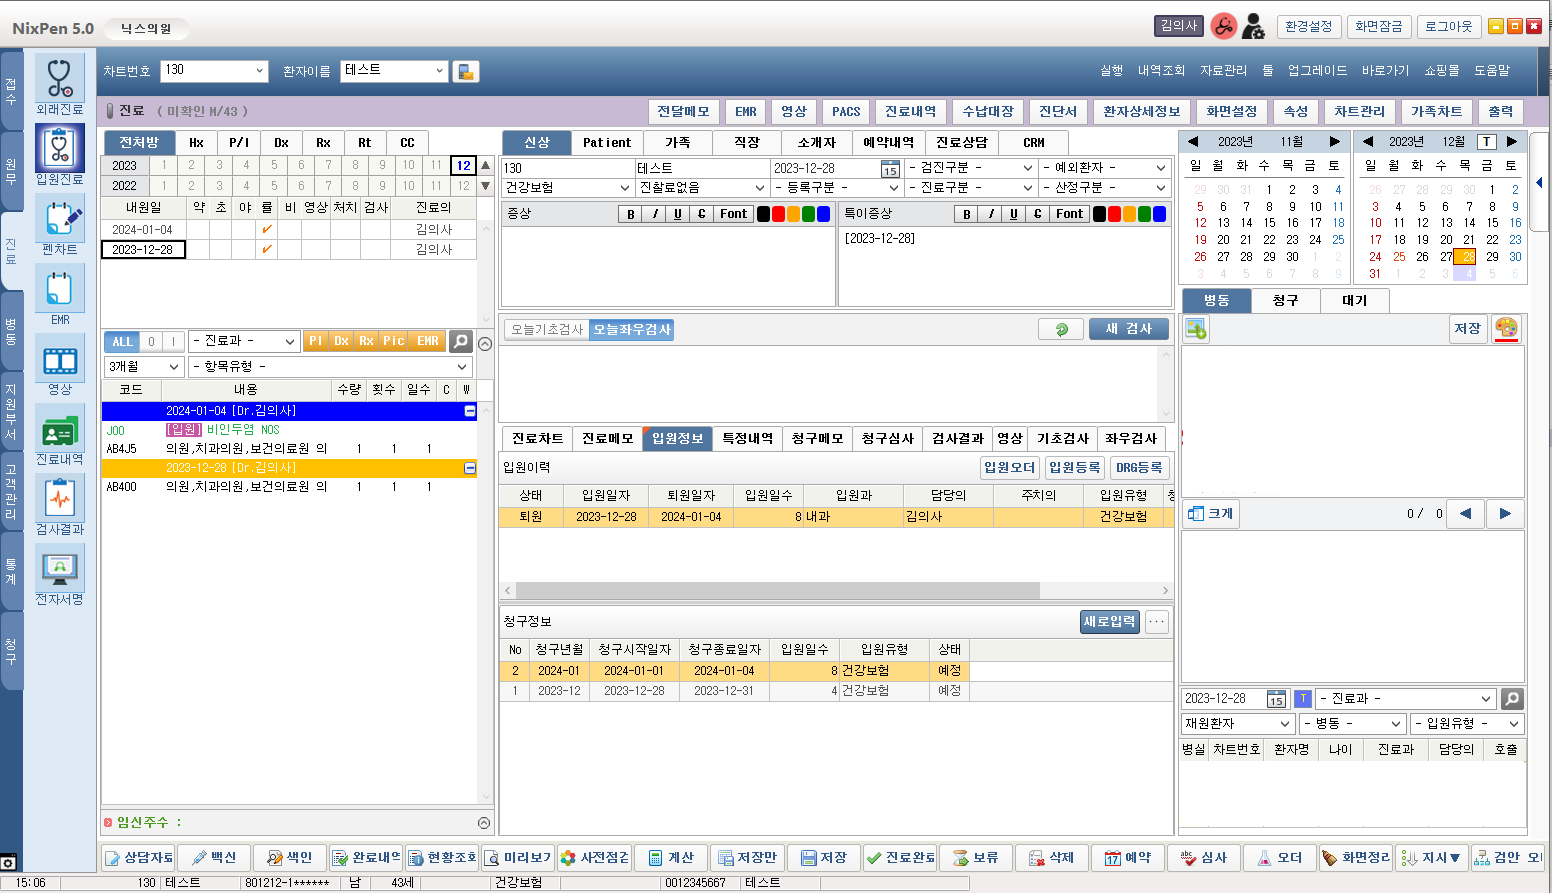 NixPen 5.0 닉스의원 김의사 환경설정 화면잠금 로그아웃
차트번호 130 환자이름 테스트 실행 내역조회 자료관리 툴 업그레이드 바로가기 쇼핑몰 도움말
진료 ( 미확인 M/43 ) 전달메모 EMR 영상 PACS 진료내역 수납대장 진단서 환자상세정보 화면설정 속성 차트관리 가족차트 출력
접수
원무
진료
병동
지원부서
고객관리
통계
청구
외래진료
입원진료
펜차트
EMR
영상
진료내역
검사결과
전자서명
전처방 Hx P/I Dx Rx Rt CC
2023 1 2 3 4 5 6 7 8 9 10 11 12
2022 1 2 3 4 5 6 7 8 9 10 11 12
내원일 약 초 야 률 비 영상 처치 검사 진료의
2024-01-04 김의사
2023-12-28 김의사
ALL O I - 진료과 - PI Dx Rx Pic EMR
3개월 - 항목유형 -
코드 내용 수량 횟수 일수 C W
2024-01-04 [Dr.김의사]
J00 [입원] 비인두염 NOS
AB4J5 의원,치과의원,보건의료원 의 1 1 1
2023-12-28 [Dr.김의사]
AB400 의원,치과의원,보건의료원 의 1 1 1
임신주수 :
신상 Patient 가족 직장 소개자 예약내역 진료상담 CRM
130 테스트 2023-12-28 15 - 검진구분 - - 예외환자 -
건강보험 진찰료없음 - 등록구분 - - 진료구분 - - 산정구분 -
증상 B I U C Font 특이증상 B I U C Font
[2023-12-28]
오늘기초검사 오늘좌우검사 새 검사
진료차트 진료메모 입원정보 특정내역 청구메모 청구심사 검사결과 영상 기초검사 좌우검사
입원이력 입원오더 입원등록 DRG등록
상태 입원일자 퇴원일자 입원일수 입원과 담당의 주치의 입원유형
퇴원 2023-12-28 2024-01-04 8 내과 김의사 건강보험
청구정보 새로입력 ...
No 청구년월 청구시작일자 청구종료일자 입원일수 입원유형 상태
2 2024-01 2024-01-01 2024-01-04 8 건강보험 예정
1 2023-12 2023-12-28 2023-12-31 4 건강보험 예정
2023년 11월
일 월 화 수 목 금 토
29 30 31 1 2 3 4
5 6 7 8 9 10 11
12 13 14 15 16 17 18
19 20 21 22 23 24 25
26 27 28 29 30 1 2
3 4 5 6 7 8 9
2023년 12월 T
일 월 화 수 목 금 토
26 27 28 29 30 1 2
3 4 5 6 7 8 9
10 11 12 13 14 15 16
17 18 19 20 21 22 23
24 25 26 27 28 29 30
31 1 2 3 4 5 6
병동 청구 대기
저장
크게 0 / 0
2023-12-28 15 T - 진료과 -
재원환자 - 병동 - - 입원유형 -
병실 차트번호 환자명 나이 진료과 담당의 호출
상담자료 백신 색인 완료내역 현황조회 미리보기 사전점검 계산 저장만 저장 진료완료 보류 삭제 예약 심사 오더 화면정리 지시▼ 검안
15:06 130 테스트 801212-1****** 남 43세 건강보험 0012345667 테스트